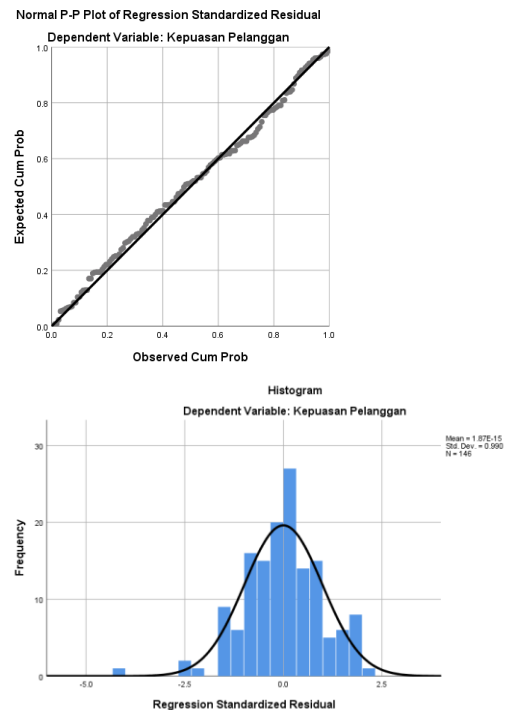 Normal P-P Plot of Regression Standardized Residual
Dependent Variable: Kepuasan Pelanggan
1.0
0.8
0.6
0.4
0.2
0.0
Expected Cum Prob
0.0 0.2 0.4 0.6 0.8 1.0
Observed Cum Prob
Histogram
Dependent Variable: Kepuasan Pelanggan
Mean = 1.87E-15
Std. Dev. = 0.990
N = 146
30
20
10
0
Frequency
-5.0 -2.5 0.0 2.5
Regression Standardized Residual